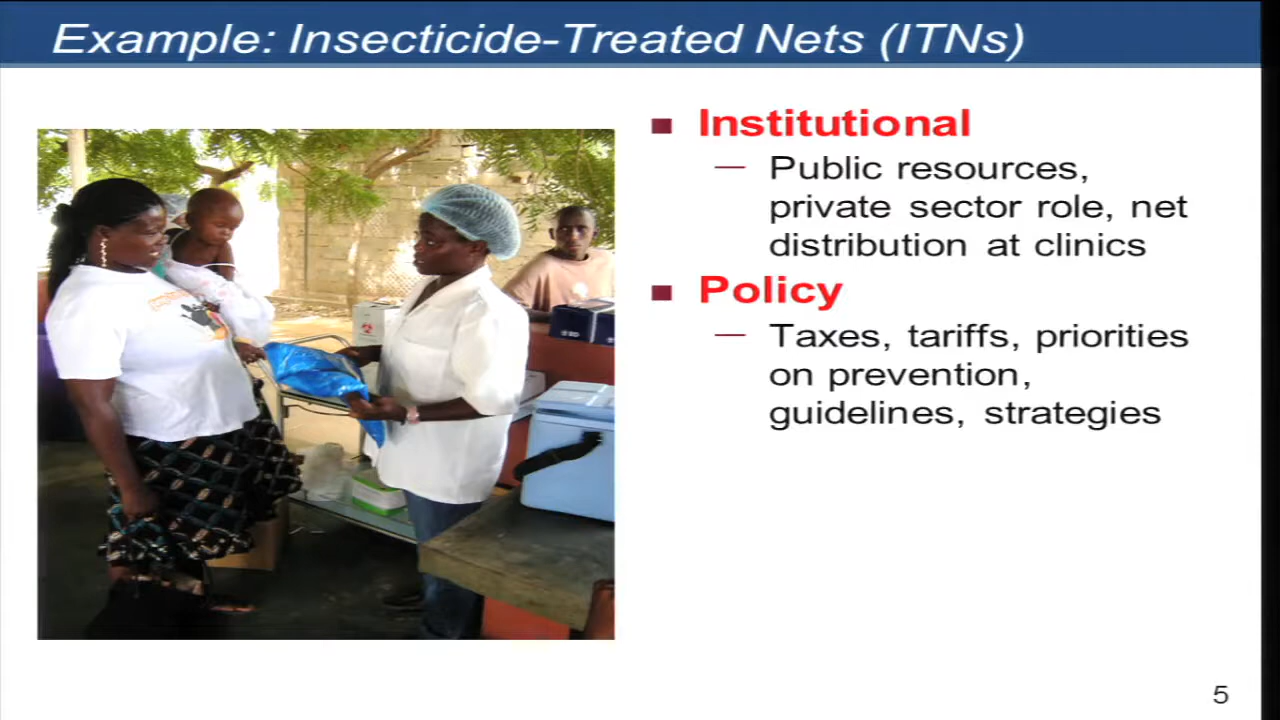 Example: Insecticide-Treated Nets (ITNs)
Institutional
— Public resources,
private sector role, net
distribution at clinics
Policy
— Taxes, tariffs, priorities
on prevention,
guidelines, strategies
5